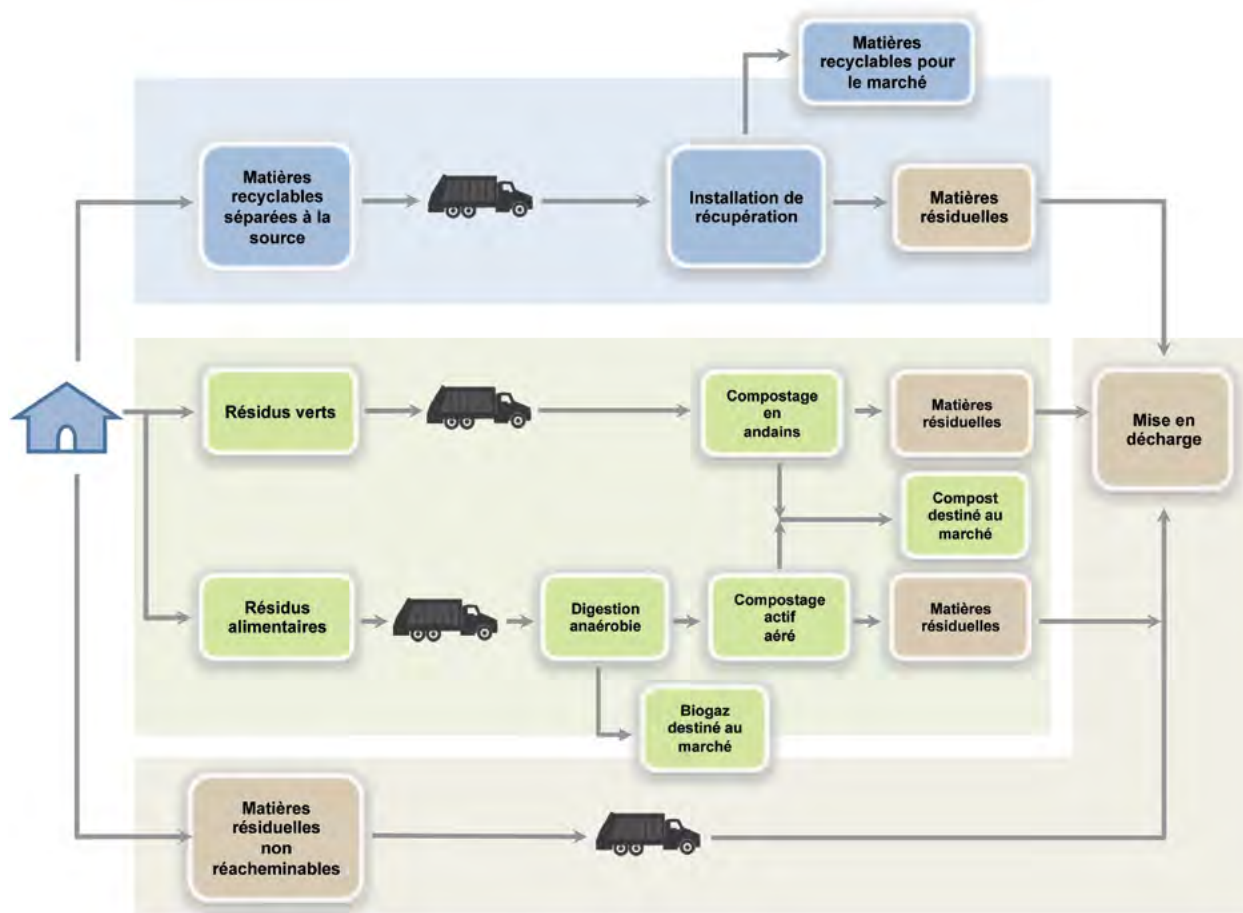 Matières
recyclables pour
le marché
Matières
recyclables
séparées à la
source
Installation de
récupération
Matières
résiduelles
Résidus verts
Compostage
en
andains
Matières
résiduelles
Mise en
décharge
Compost
destiné au
marché
Résidus
alimentaires
Digestion
anaérobie
Compostage
actif
aéré
Matières
résiduelles
Biogaz
destiné au
marché
Matières
résiduelles
non
réacheminables